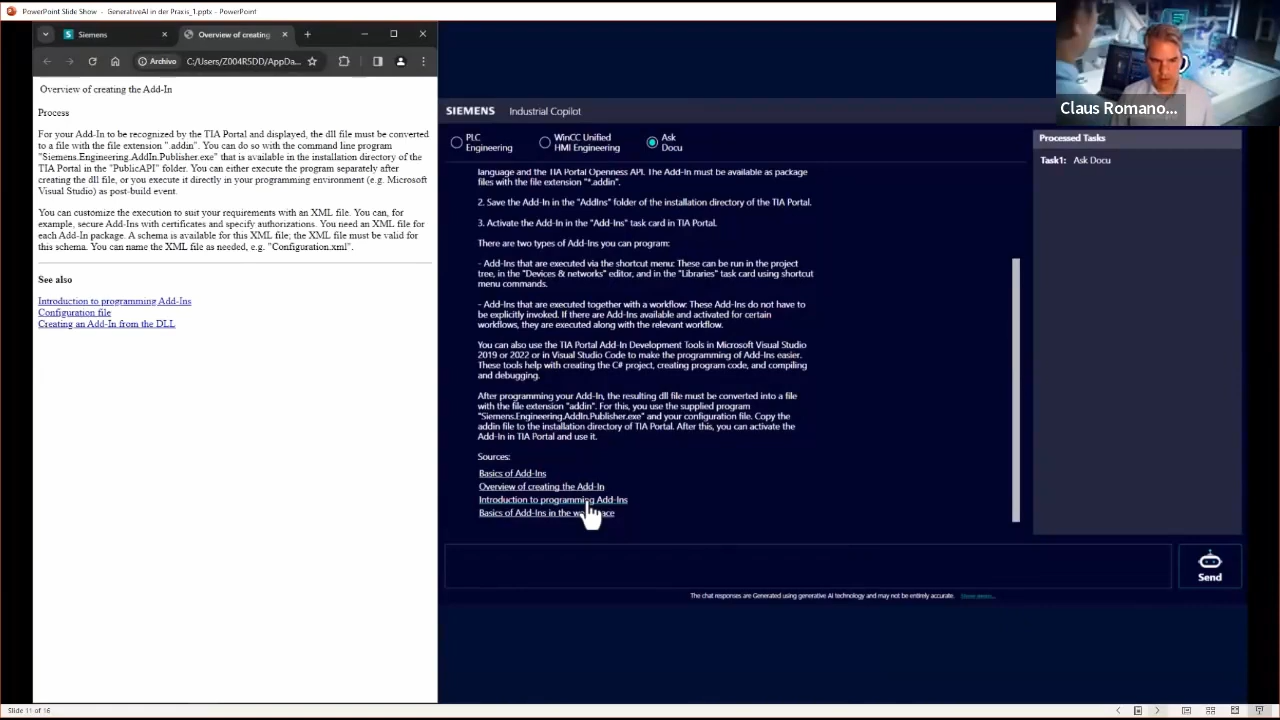 PowerPoint Slide Show - GenerativeAI in der Praxis_1.pptx - PowerPoint
Siemens
Overview of creating
Archivo
C:/Users/Z004R5DD/AppDa...
Overview of creating the Add-In
Process
For your Add-In to be recognized by the TIA Portal and displayed, the dll file must be converted
to a file with the file extension ".addin". You can do so with the command line program
"Siemens.Engineering.AddIn.Publisher.exe" that is available in the installation directory of the
TIA Portal in the "PublicAPI" folder. You can either execute the program separately after
creating the dll file, or you execute it directly in your programming environment (e.g. Microsoft
Visual Studio) as post-build event.
You can customize the execution to suit your requirements with an XML file. You can, for
example, secure Add-Ins with certificates and specify authorizations. You need an XML file for
each Add-In package. A schema is available for this XML file; the XML file must be valid for
this schema. You can name the XML file as needed, e.g. "Configuration.xml".
See also
Introduction to programming Add-Ins
Configuration file
Creating an Add-In from the DLL
SIEMENS Industrial Copilot
PLC
Engineering
WinCC Unified
HMI Engineering
Ask
Docu
language and the TIA Portal Openness API. The Add-In must be available as package
files with the file extension "*.addin".
2. Save the Add-In in the "AddIns" folder of the installation directory of the TIA Portal.
3. Activate the Add-In in the "Add-Ins" task card in TIA Portal.
There are two types of Add-Ins you can program:
- Add-Ins that are executed via the shortcut menu: These can be run in the project
tree, in the "Devices & networks" editor, and in the "Libraries" task card using shortcut
menu commands.
- Add-Ins that are executed together with a workflow: These Add-Ins do not have to
be explicitly invoked. If there are Add-Ins available and activated for certain
workflows, they are executed along with the relevant workflow.
You can also use the TIA Portal Add-In Development Tools in Microsoft Visual Studio
2019 or 2022 or in Visual Studio Code to make the programming of Add-Ins easier.
These tools help with creating the C# project, creating program code, and compiling
and debugging.
After programming your Add-In, the resulting dll file must be converted into a file
with the file extension "addin". For this, you use the supplied program
"Siemens.Engineering.AddIn.Publisher.exe" and your configuration file. Copy the
addin file to the installation directory of TIA Portal. After this, you can activate the
Add-In in TIA Portal and use it.
Sources:
Basics of Add-Ins
Overview of creating the Add-In
Introduction to programming Add-Ins
Basics of Add-Ins in the
Send
The chat responses are Generated using generative AI technology and may not be entirely accurate.
Processed Tasks
Task1: Ask Docu
Claus Romano...
Slide 11 of 16